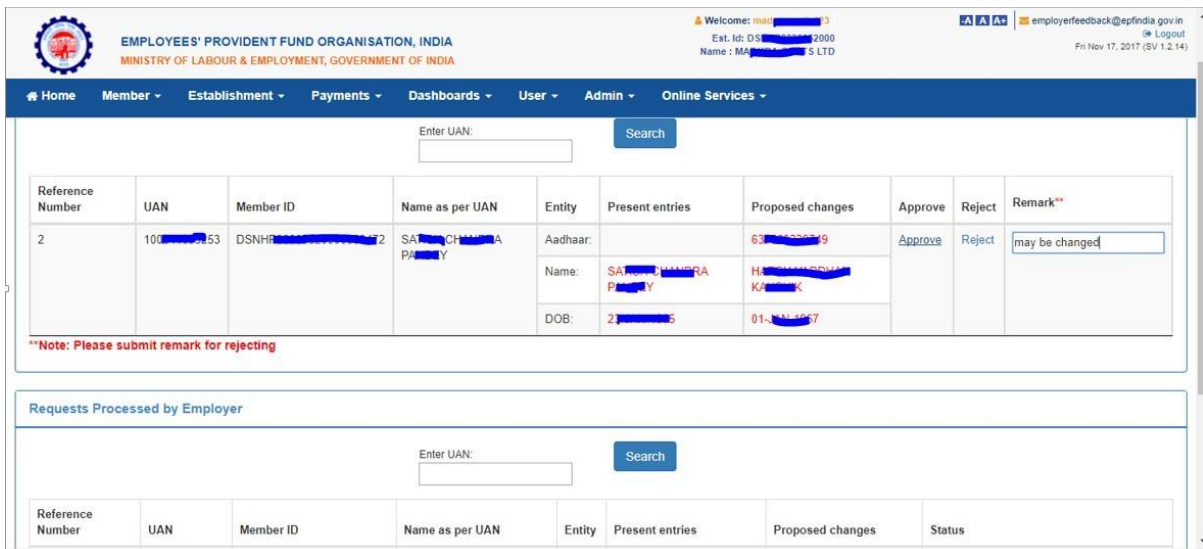 Welcome:
-A A A+
employerfeedback@epfindia.gov.in
Logout
Fri Nov 17, 2017 (SV 1.2.14)
EMPLOYEES' PROVIDENT FUND ORGANISATION, INDIA
Est. Id:
MINISTRY OF LABOUR & EMPLOYMENT, GOVERNMENT OF INDIA
Name : LTD
Home Member Establishment Payments Dashboards User Admin Online Services
Enter UAN:
Search
Reference Number UAN Member ID Name as per UAN Entity Present entries Proposed changes Approve Reject Remark**
2
Aadhaar:
Approve Reject may be changed
Name:
DOB:
**Note: Please submit remark for rejecting
Requests Processed by Employer
Enter UAN:
Search
Reference Number UAN Member ID Name as per UAN Entity Present entries Proposed changes Status